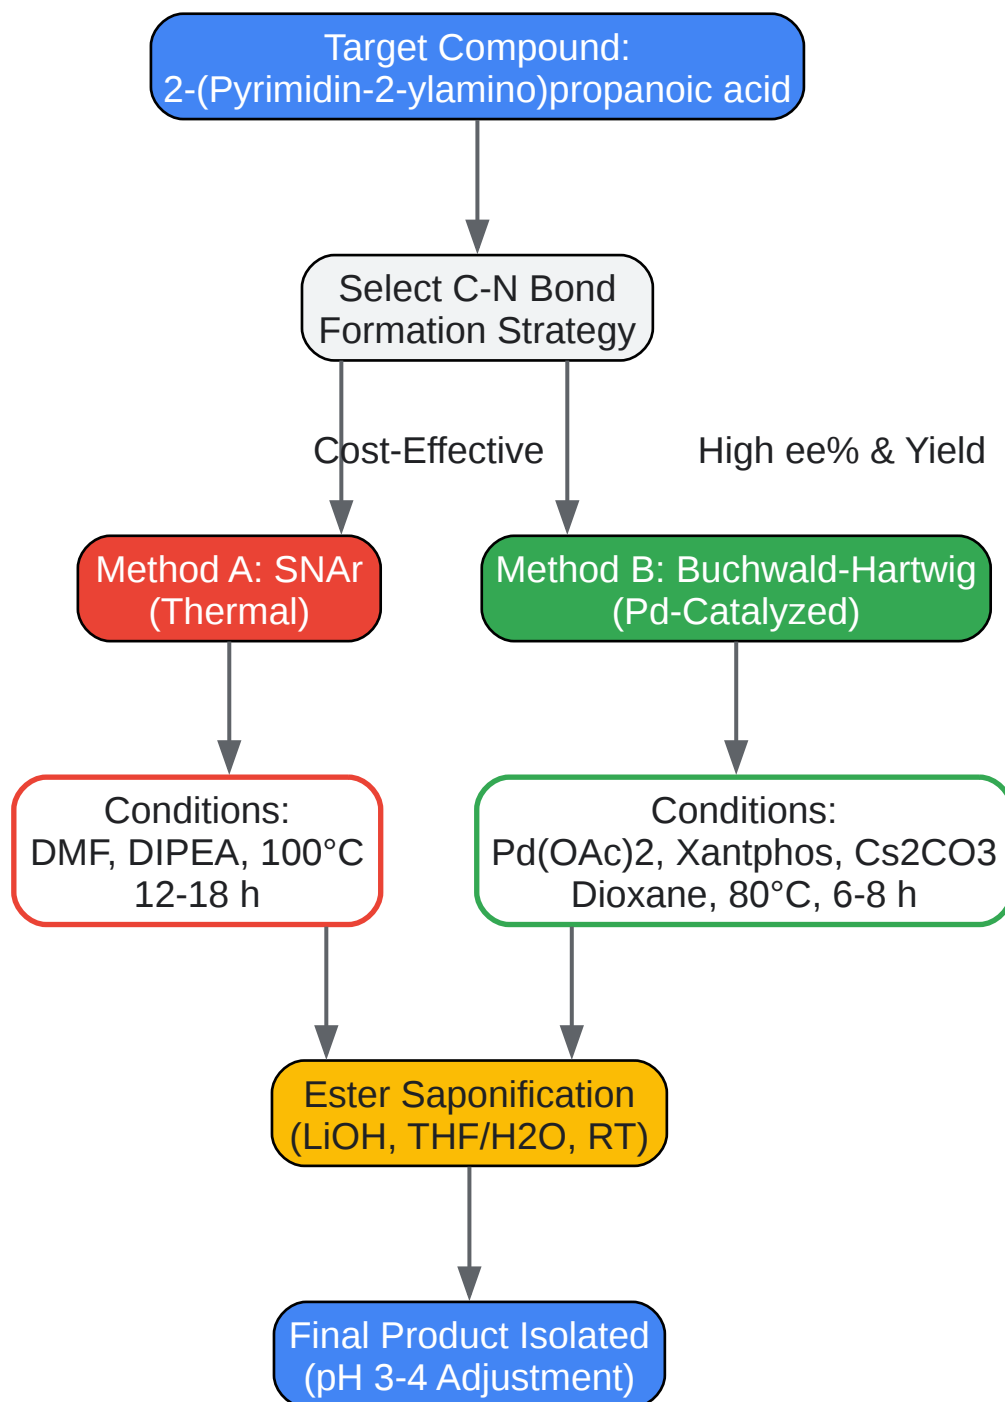 Target Compound:
2-(Pyrimidin-2-ylamino)propanoic acid
Select C-N Bond
Formation Strategy
Cost-Effective
High ee% & Yield
Method A: SNAr
(Thermal)
Method B: Buchwald-Hartwig
(Pd-Catalyzed)
Conditions:
DMF, DIPEA, 100°C
12-18 h
Conditions:
Pd(OAc)2, Xantphos, Cs2CO3
Dioxane, 80°C, 6-8 h
Ester Saponification
(LiOH, THF/H2O, RT)
Final Product Isolated
(pH 3-4 Adjustment)